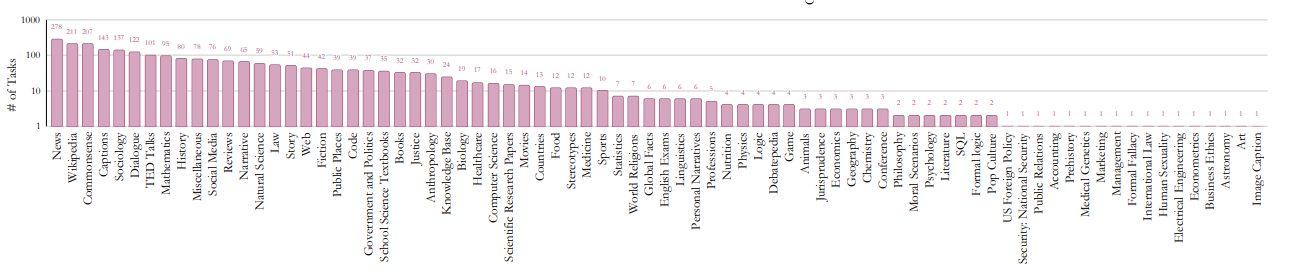 # of Tasks
1000
100
10
1
278 211 207 143 137 122 101 95 80 78 76 69 65 59 53 51 44 42 39 39 37 35 32 32 30 24 19 17 16 15 14 13 12 12 12 10 7 7 6 6 6 6 5 4 4 4 4 4 3 3 3 3 3 3 2 2 2 2 2 2 2 1 1 1 1 1 1 1 1 1 1 1 1 1 1 1 1 1
News
Wikipedia
Commonsense
Captions
Sociology
Dialogue
TED Talks
Mathematics
History
Miscellaneous
Social Media
Reviews
Narrative
Natural Science
Law
Story
Web
Fiction
Public Places
Code
Government and Politics
School Science Textbooks
Books
Justice
Anthropology
Knowledge Base
Biology
Healthcare
Computer Science
Scientific Research Papers
Movies
Countries
Food
Stereotypes
Medicine
Sports
Statistics
World Religions
Global Facts
English Exams
Linguistics
Personal Narratives
Professions
Nutrition
Physics
Logic
Debatepedia
Game
Animals
Jurisprudence
Economics
Geography
Chemistry
Conference
Philosophy
Moral Scenarios
Psychology
Literature
SQL
Formal logic
Pop Culture
US Foreign Policy
Security: National Security
Public Relations
Accounting
Prehistory
Medical Genetics
Marketing
Management
Formal Fallacy
International Law
Human Sexuality
Electrical Engineering
Econometrics
Business Ethics
Astronomy
Art
Image Caption